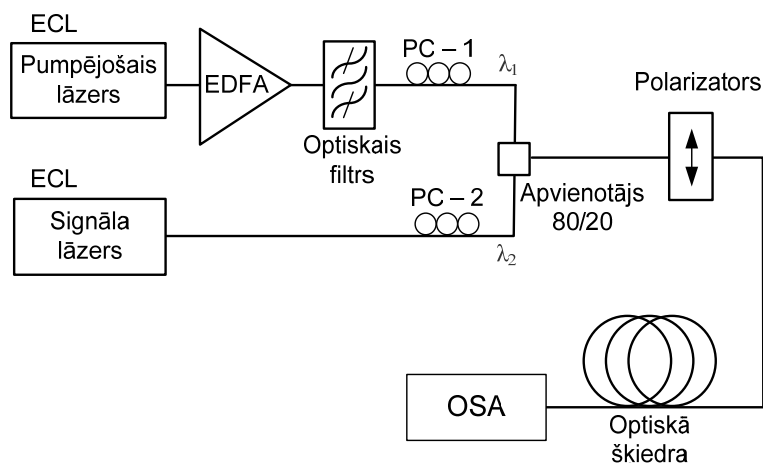 ECL
Pumpējošais
lāzers
EDFA
Optiskais
filtrs
PC – 1
λ1
Polarizators
ECL
Signāla
lāzers
PC – 2
λ2
Apvienotājs
80/20
OSA
Optiskā
šķiedra